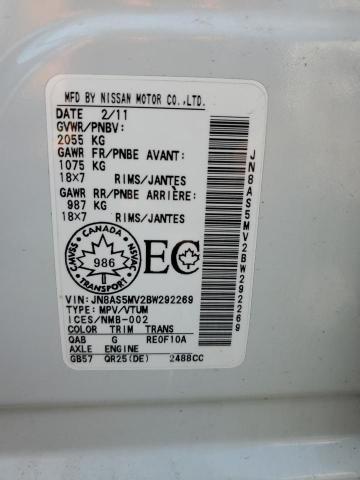 MFD BY NISSAN MOTOR CO.,LTD.
DATE 2/11
GVWR/PNBV:
2055 KG
GAWR FR/PNBE AVANT:
1075 KG
18X7 RIMS/JANTES
GAWR RR/PNBE ARRIÈRE:
987 KG
18X7 RIMS/JANTES
CANADA
CMVSS
986
NSVAC
TRANSPORT
EC
VIN:JN8AS5MV2BW292269
TYPE:MPV/VTUM
ICES/NMB-002
COLOR TRIM TRANS
QAB G RE0F10A
AXLE ENGINE
GB57 QR25(DE) 2488CC
JN8AS5MV2BW292269